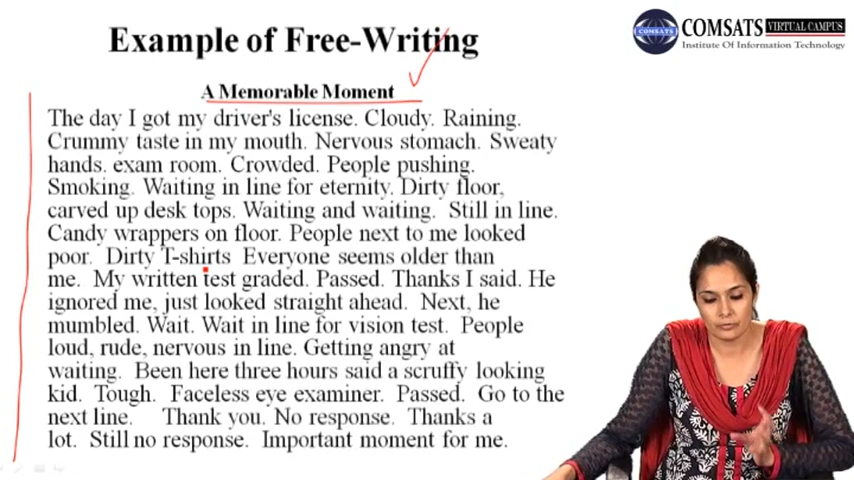 Example of Free-Writing
COMSATS
COMSATS VIRTUAL CAMPUS
Institute Of Information Technology
A Memorable Moment
The day I got my driver's license. Cloudy. Raining.
Crummy taste in my mouth. Nervous stomach. Sweaty
hands. exam room. Crowded. People pushing.
Smoking. Waiting in line for eternity. Dirty floor,
carved up desk tops. Waiting and waiting. Still in line.
Candy wrappers on floor. People next to me looked
poor. Dirty T-shirts Everyone seems older than
me. My written test graded. Passed. Thanks I said. He
ignored me, just looked straight ahead. Next, he
mumbled. Wait. Wait in line for vision test. People
loud, rude, nervous in line. Getting angry at
waiting. Been here three hours said a scruffy looking
kid. Tough. Faceless eye examiner. Passed. Go to the
next line. Thank you. No response. Thanks a
lot. Still no response. Important moment for me.